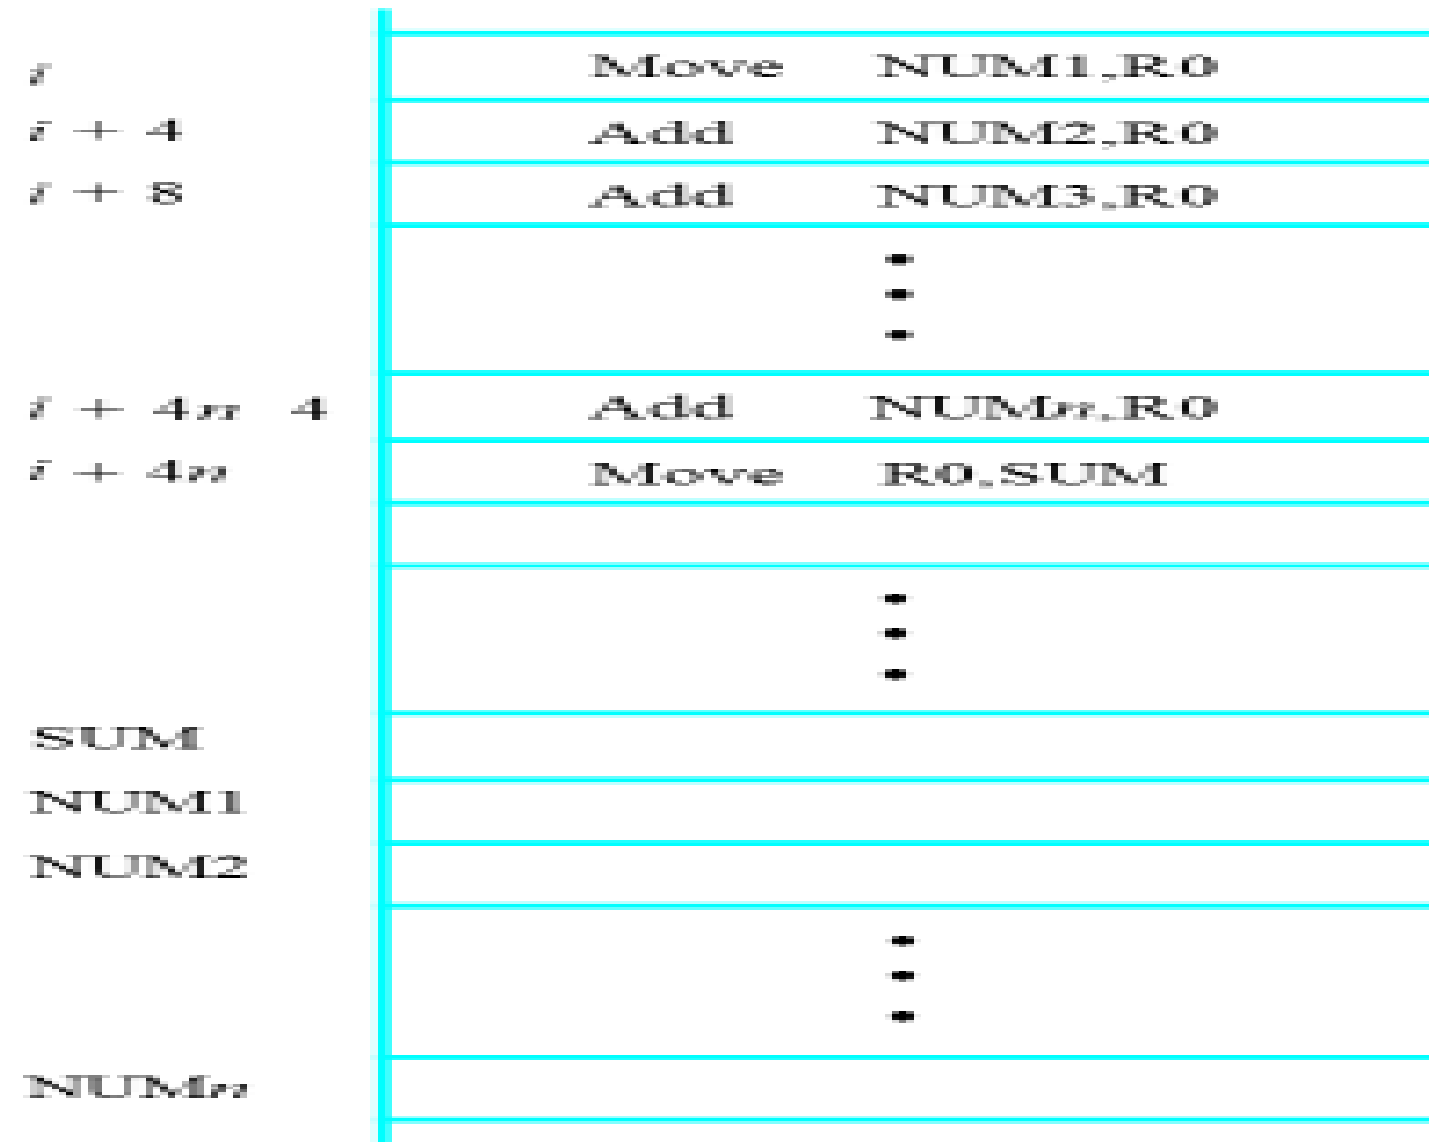 i Move NUM1,R0
i + 4 Add NUM2,R0
i + 8 Add NUM3,R0
i + 4n 4 Add NUMn,R0
i + 4n Move R0,SUM
SUM
NUM1
NUM2
NUMn